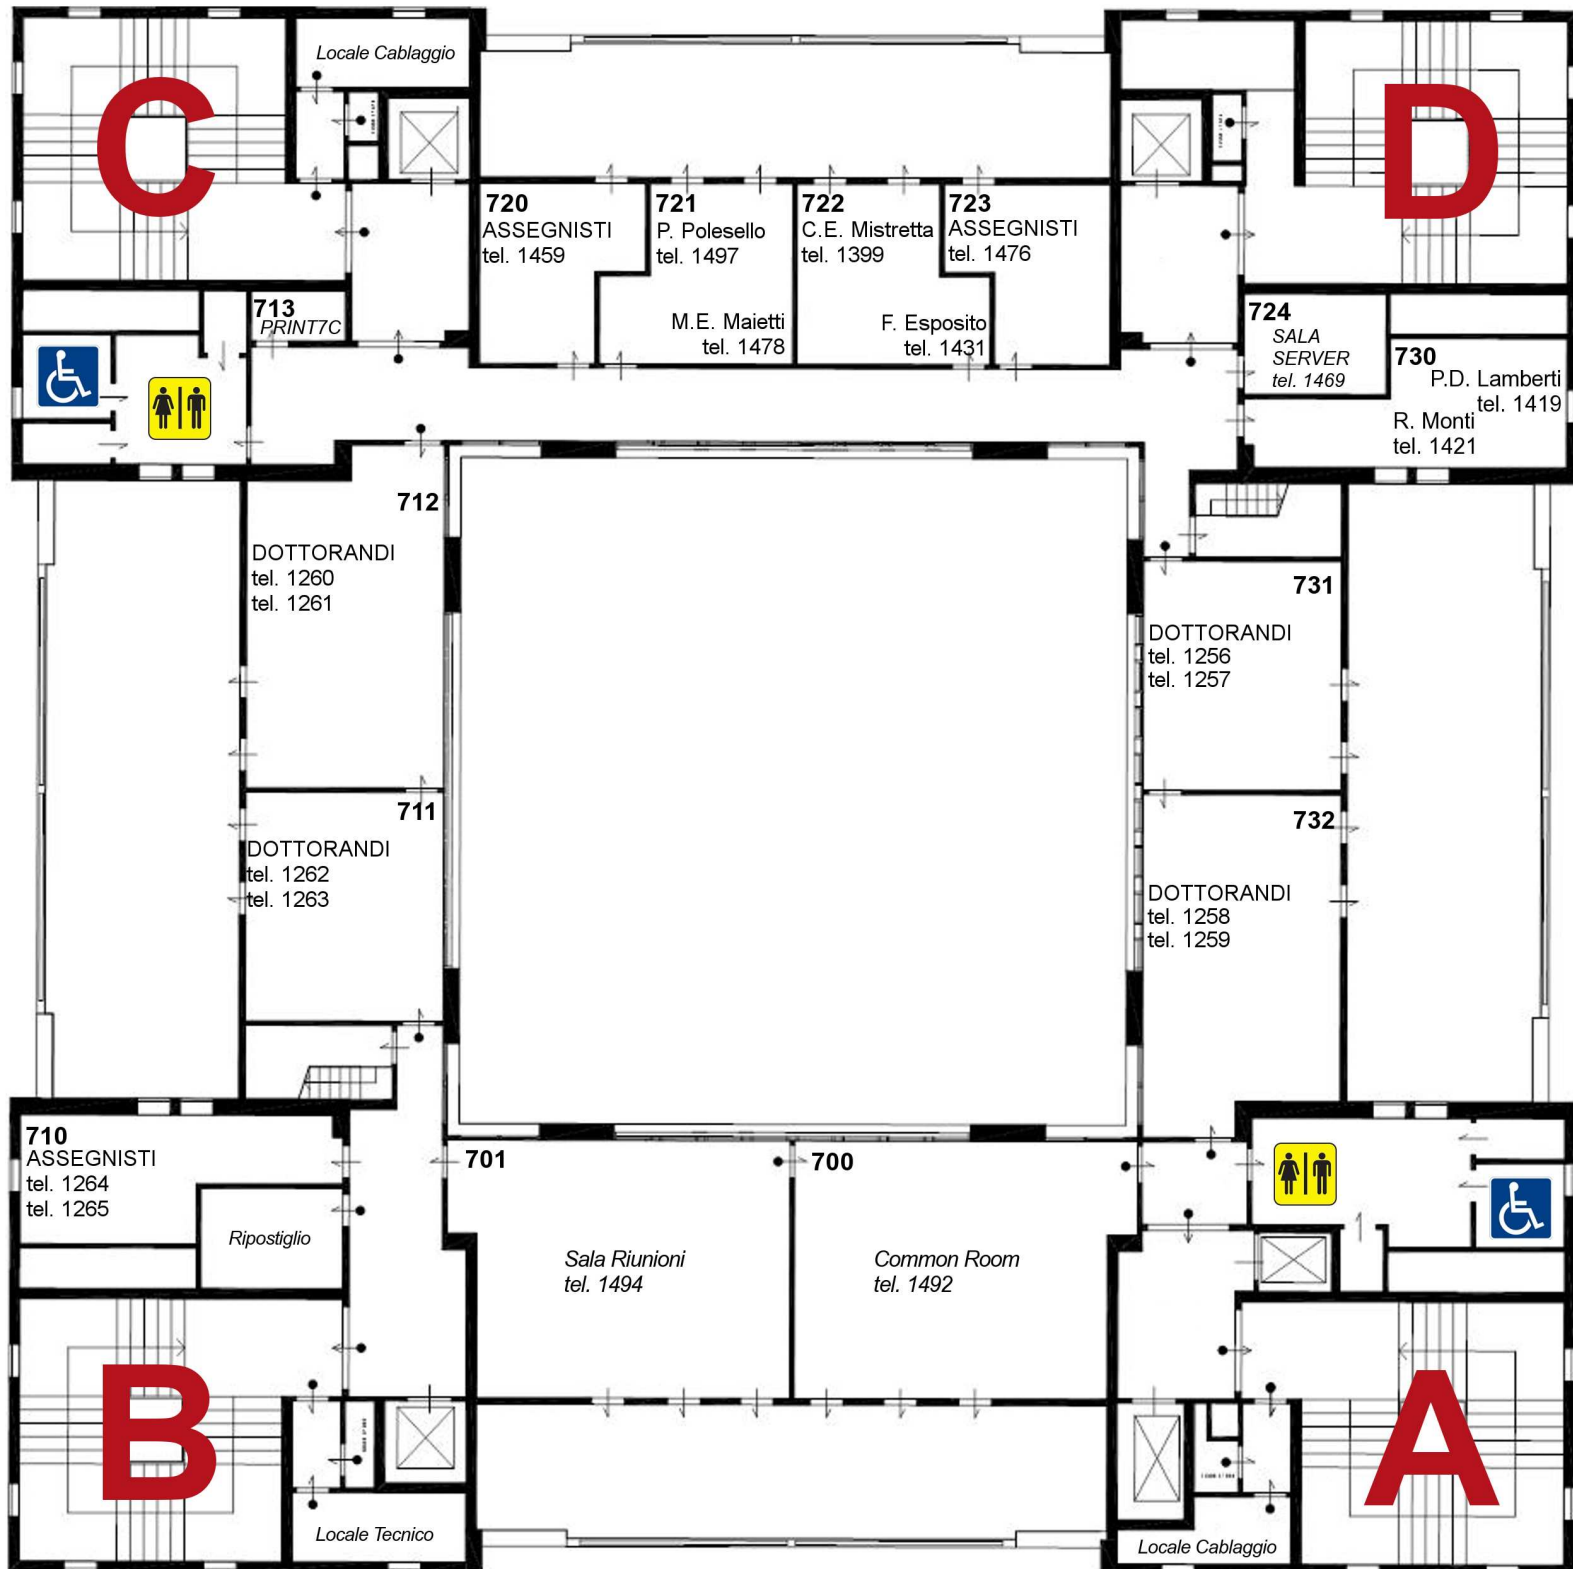 Locale Cablaggio
C
D
720
ASSEGNISTI
tel. 1459
721
P. Polesello
tel. 1497
M.E. Maietti
tel. 1478
722
C.E. Mistretta
tel. 1399
F. Esposito
tel. 1431
723
ASSEGNISTI
tel. 1476
713
PRINT7C
724
SALA
SERVER
tel. 1469
730
P.D. Lamberti
tel. 1419
R. Monti
tel. 1421
712
DOTTORANDI
tel. 1260
tel. 1261
731
DOTTORANDI
tel. 1256
tel. 1257
711
DOTTORANDI
tel. 1262
tel. 1263
732
DOTTORANDI
tel. 1258
tel. 1259
710
ASSEGNISTI
tel. 1264
tel. 1265
Ripostiglio
701
Sala Riunioni
tel. 1494
700
Common Room
tel. 1492
B
A
Locale Tecnico
Locale Cablaggio